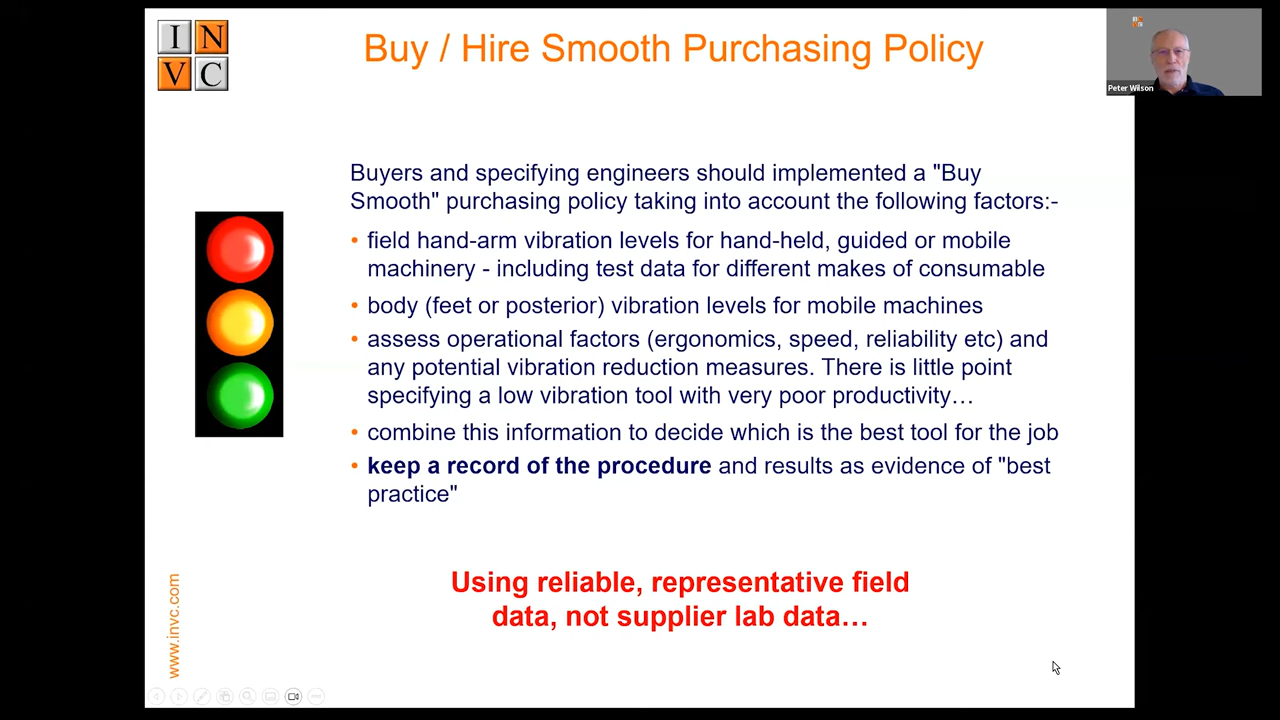 I N
V C
Buy / Hire Smooth Purchasing Policy
Peter Wilson
Buyers and specifying engineers should implemented a "Buy
Smooth" purchasing policy taking into account the following factors:-
• field hand-arm vibration levels for hand-held, guided or mobile
machinery - including test data for different makes of consumable
• body (feet or posterior) vibration levels for mobile machines
• assess operational factors (ergonomics, speed, reliability etc) and
any potential vibration reduction measures. There is little point
specifying a low vibration tool with very poor productivity…
• combine this information to decide which is the best tool for the job
• keep a record of the procedure and results as evidence of "best
practice"
Using reliable, representative field
data, not supplier lab data…
www.invc.com